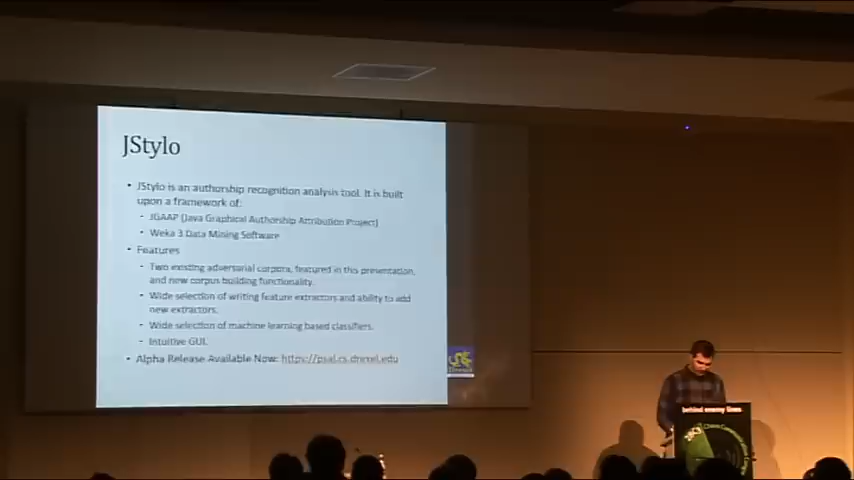 JStylo
• JStylo is an authorship recognition analysis tool. It is built
upon a framework of:
- JGAAP (Java Graphical Authorship Attribution Project)
- Weka 3 Data Mining Software
• Features
- Two existing adversarial corpora, featured in this presentation,
and new corpus building functionality.
- Wide selection of writing feature extractors and ability to add
new extractors.
- Wide selection of machine learning based classifiers.
- Intuitive GUI.
• Alpha Release Available Now: https://psal.cs.drexel.edu
behind enemy lines